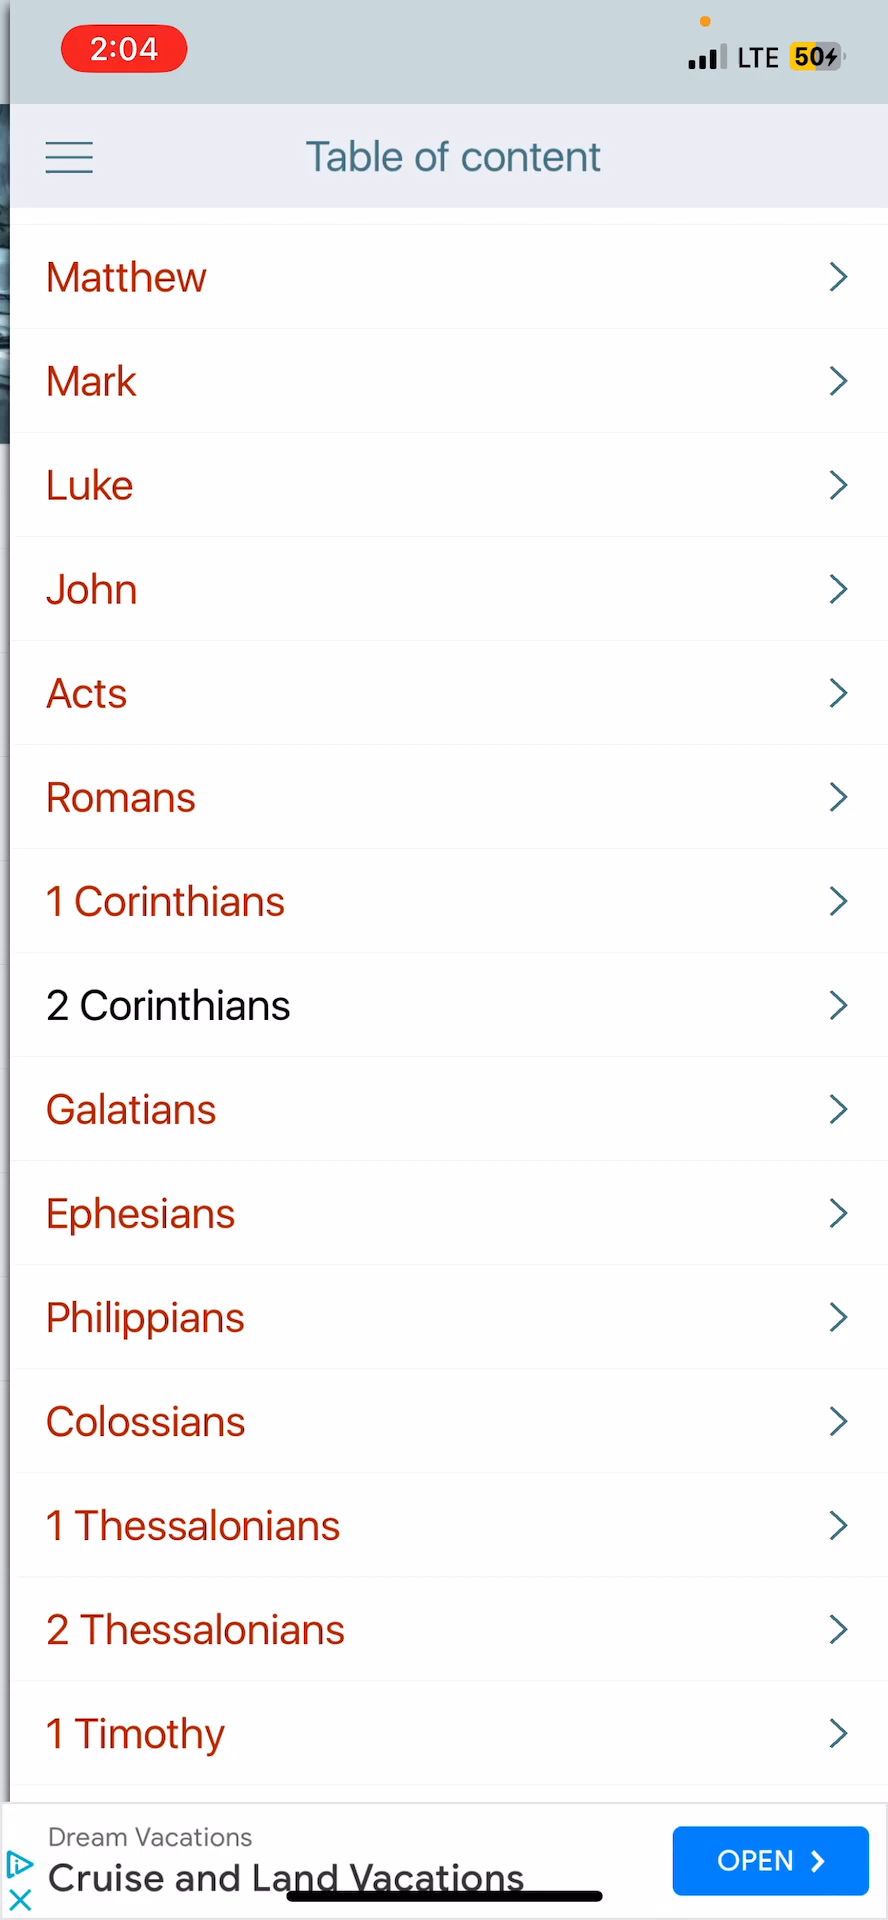 2:04
LTE 50
Table of content
Matthew
Mark
Luke
John
Acts
Romans
1 Corinthians
2 Corinthians
Galatians
Ephesians
Philippians
Colossians
1 Thessalonians
2 Thessalonians
1 Timothy
Dream Vacations
Cruise and Land Vacations
OPEN